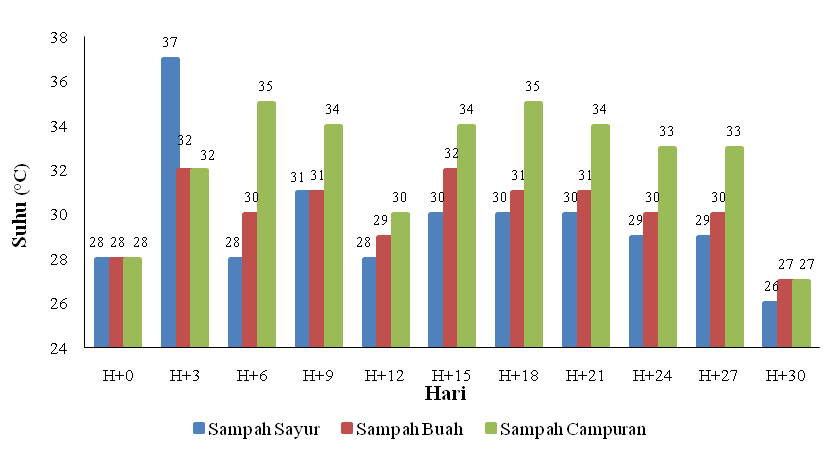 38
36
34
32
30
28
26
24
Suhu (°C)
28 28 28
37 32 32
28 30 35
31 31 34
28 29 30
30 32 34
30 31 35
30 31 34
29 30 33
29 30 33
26 27 27
H+0 H+3 H+6 H+9 H+12 H+15 H+18 H+21 H+24 H+27 H+30
Hari
Sampah Sayur Sampah Buah Sampah Campuran